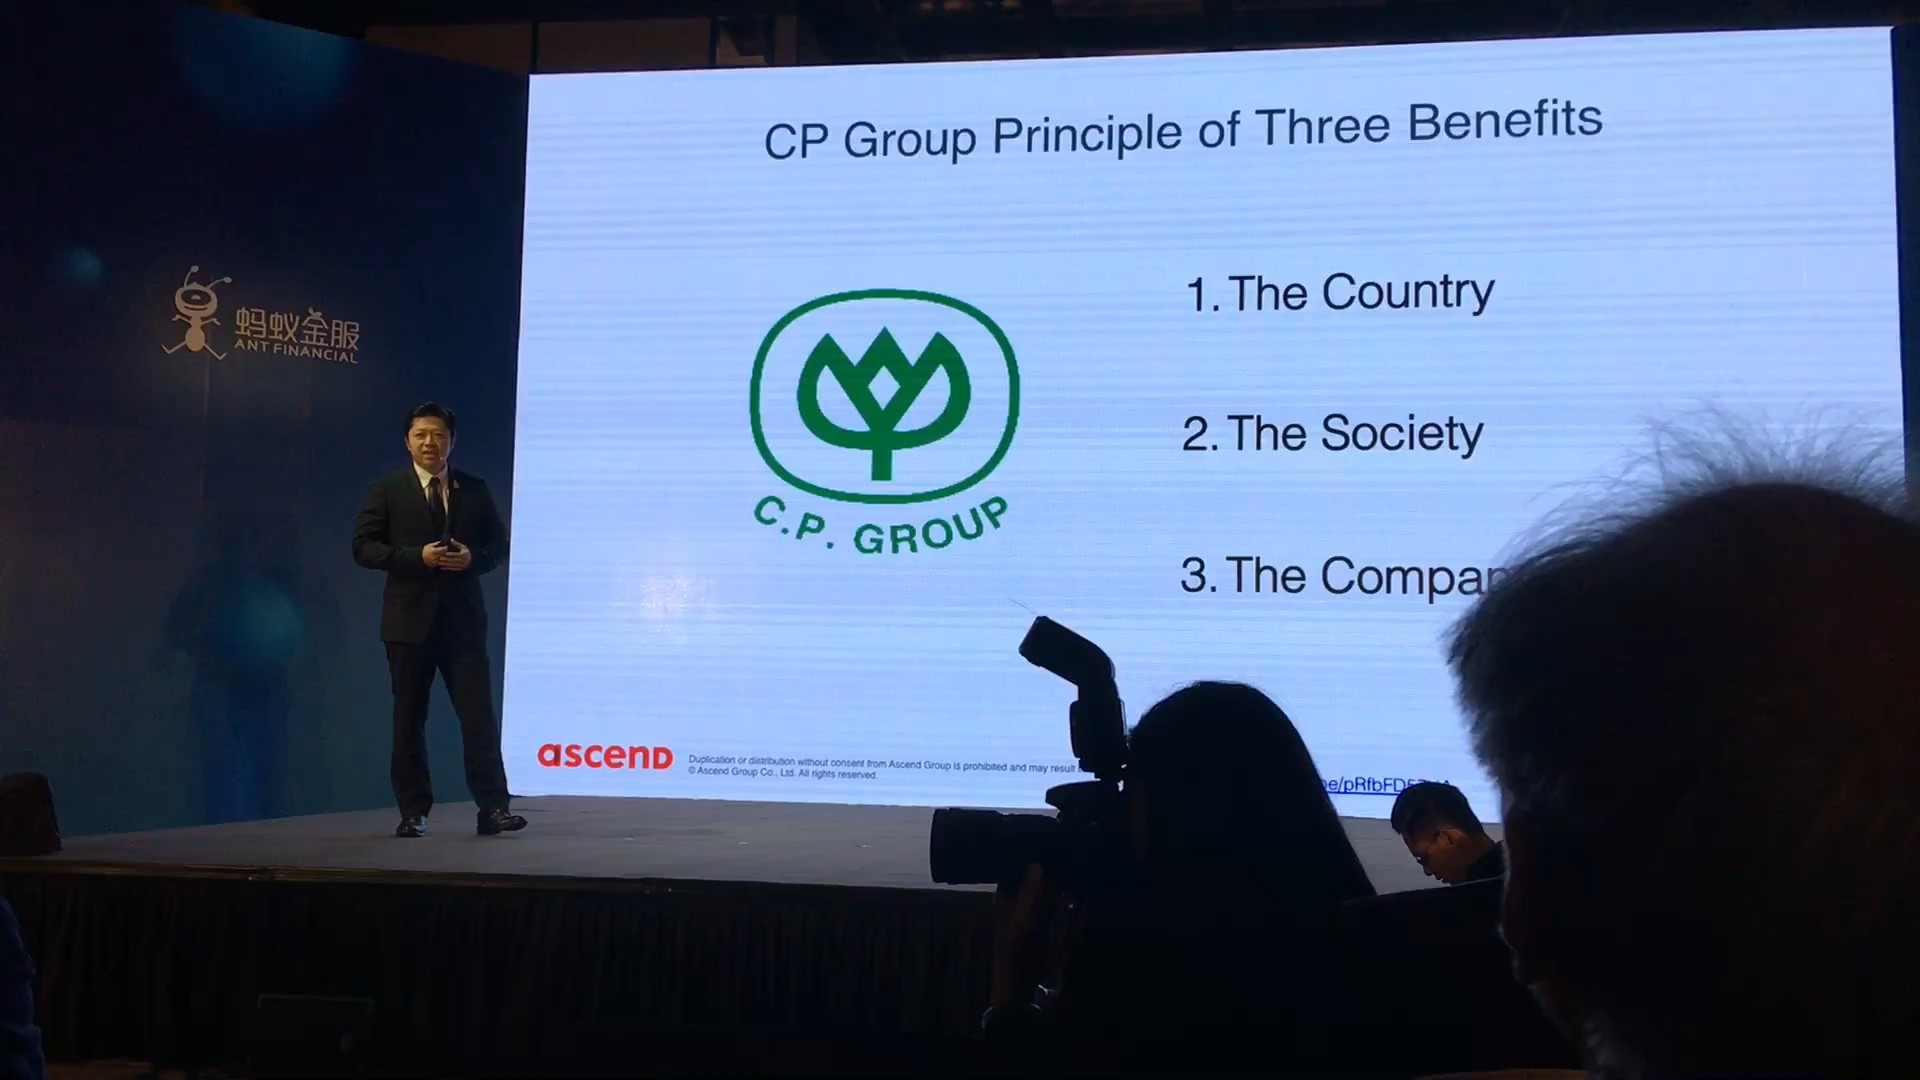 CP Group Principle of Three Benefits
蚂蚁金服
ANT FINANCIAL
1. The Country
2. The Society
3. The
C.P. GROUP
ascend
Duplication or distribution without consent from Ascend Group is prohibited and may result
© Ascend Group Co., Ltd. All rights reserved.